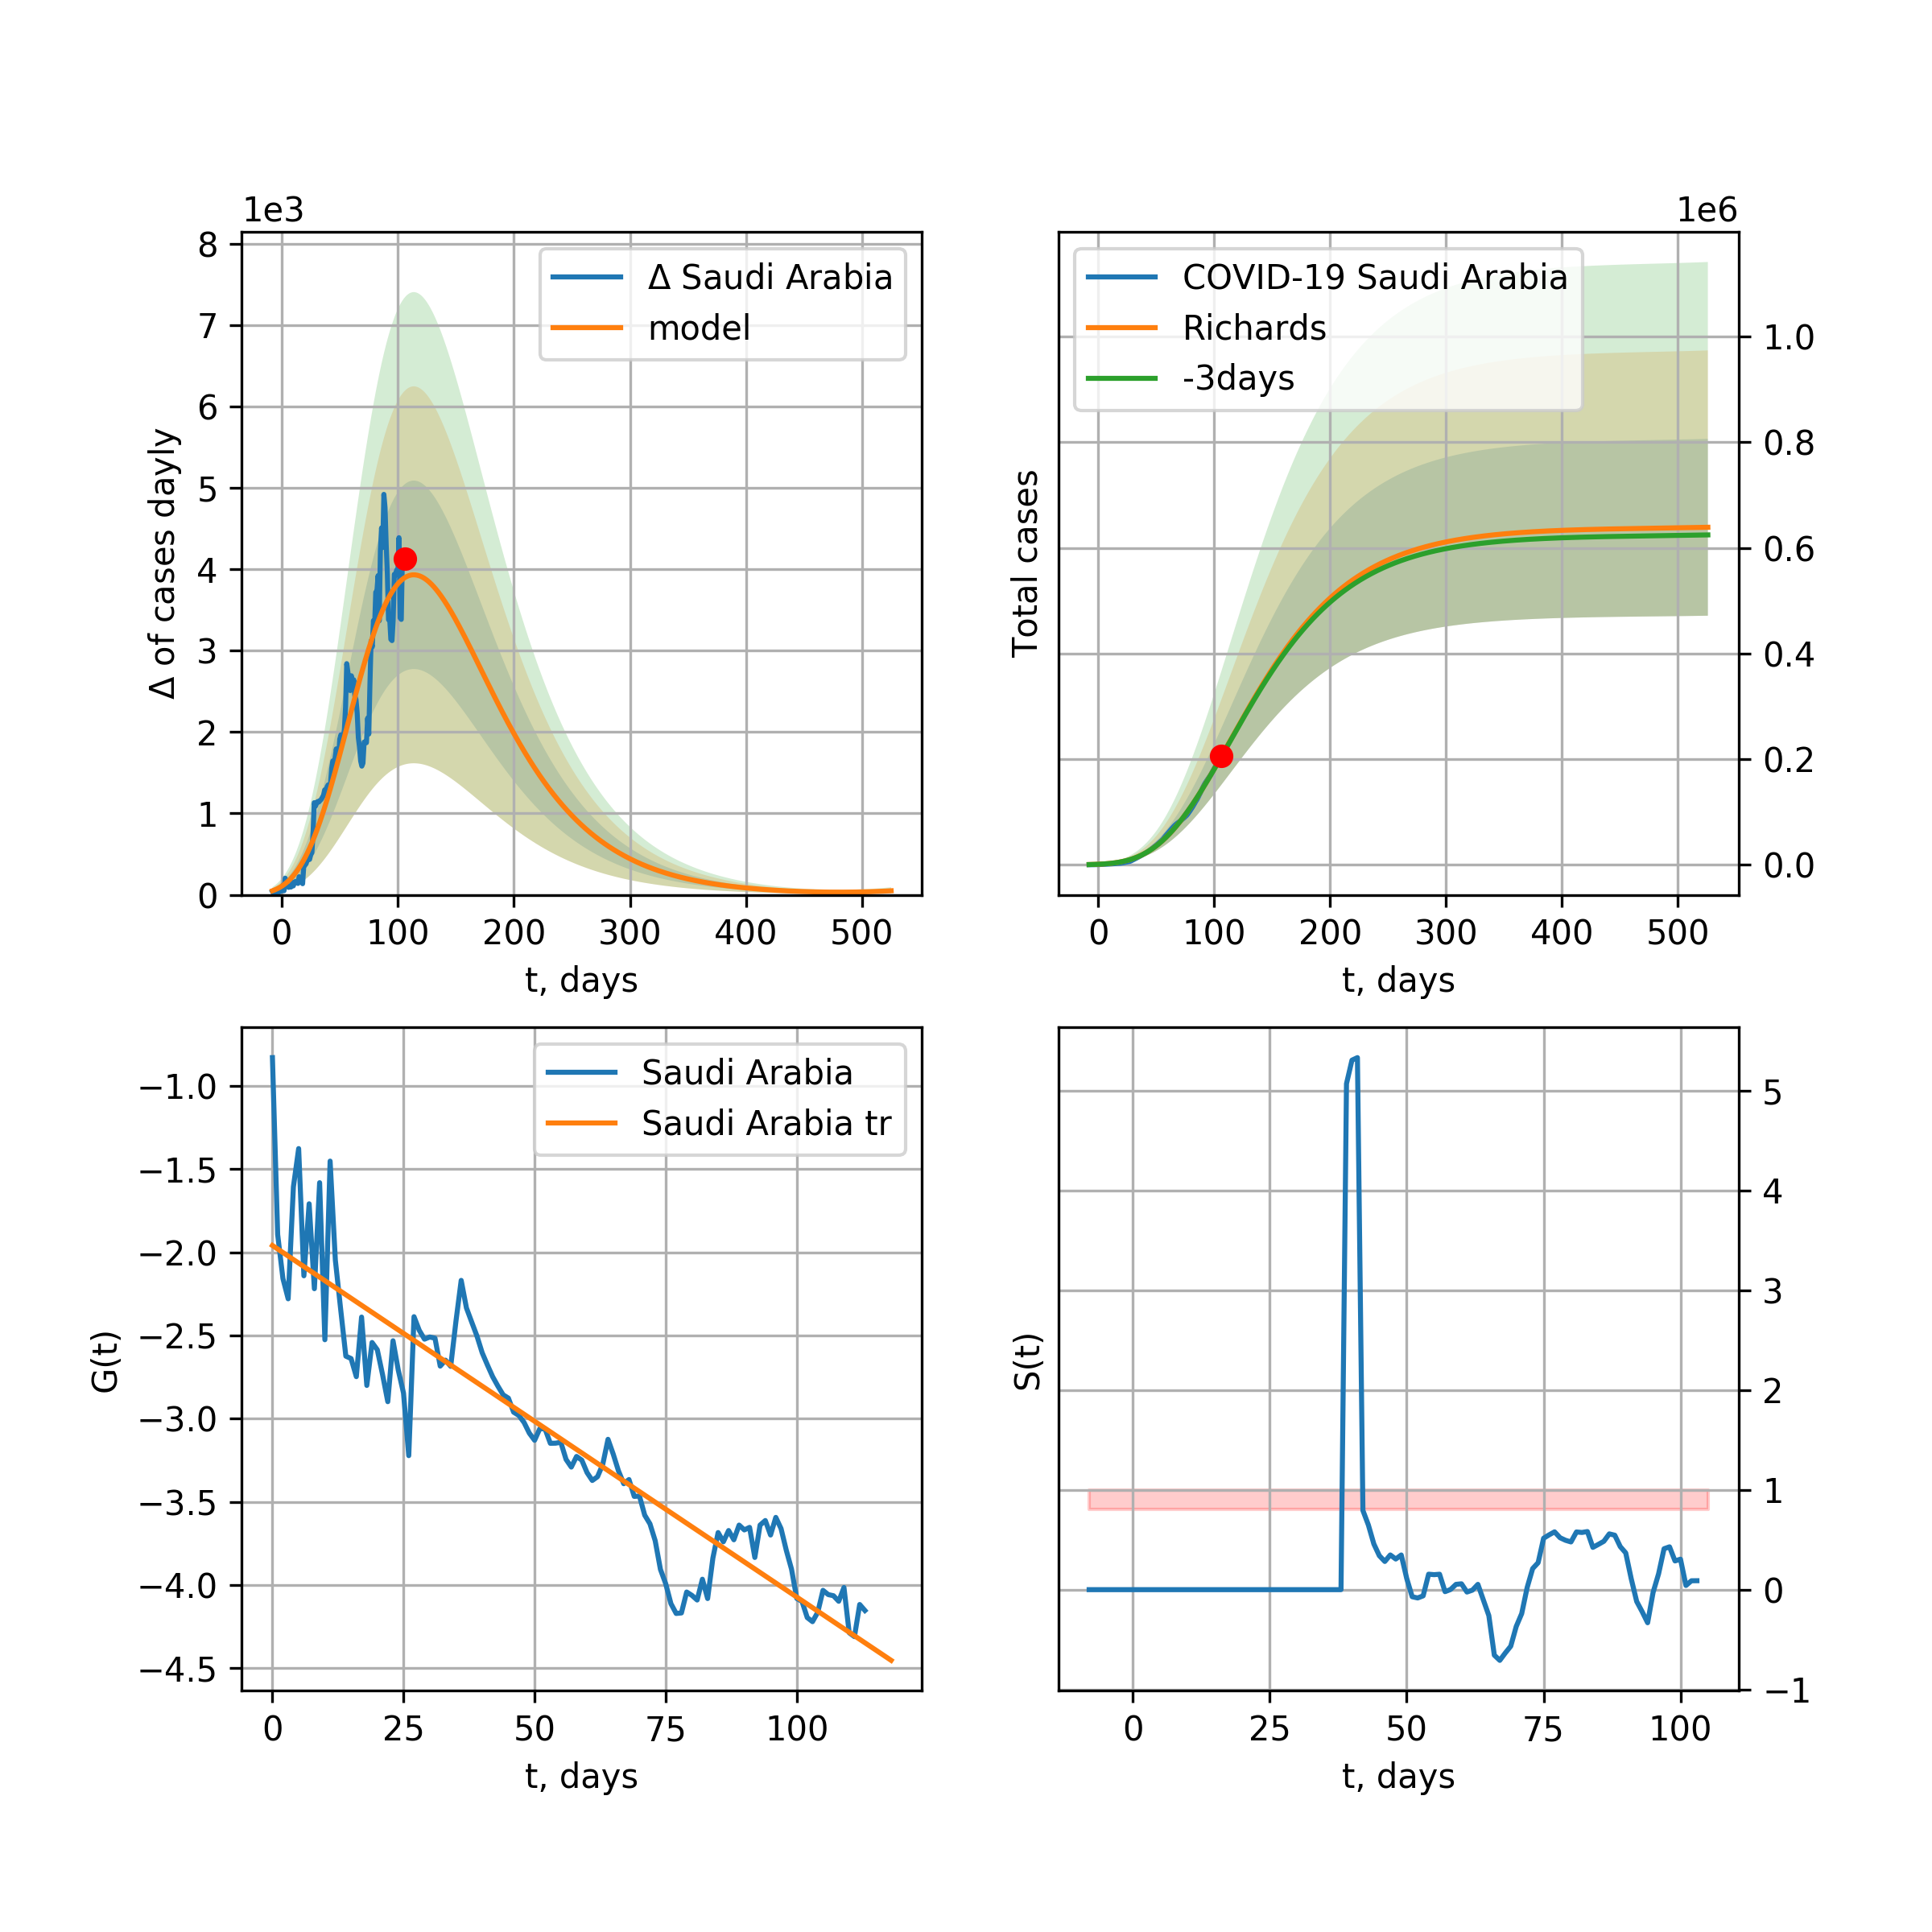 1e3
8
7
6
5
4
3
2
1
0
Δ of cases dayly
Δ Saudi Arabia
model
0 100 200 300 400 500
t, days
1e6
COVID-19 Saudi Arabia
Richards
-3days
Total cases
1.0
0.8
0.6
0.4
0.2
0.0
0 100 200 300 400 500
t, days
Saudi Arabia
Saudi Arabia tr
−1.0
−1.5
−2.0
−2.5
−3.0
−3.5
−4.0
−4.5
G(t)
0 25 50 75 100
t, days
S(t)
5
4
3
2
1
0
−1
0 25 50 75 100
t, days